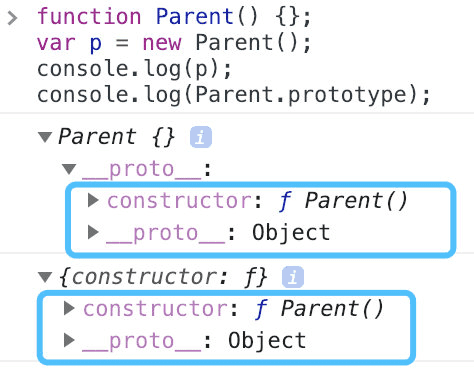 > function Parent() {};
var p = new Parent();
console.log(p);
console.log(Parent.prototype);
▼Parent {} i
▼__proto__:
▶constructor: ƒ Parent()
▶__proto__: Object
▼{constructor: ƒ} i
▶constructor: ƒ Parent()
▶__proto__: Object